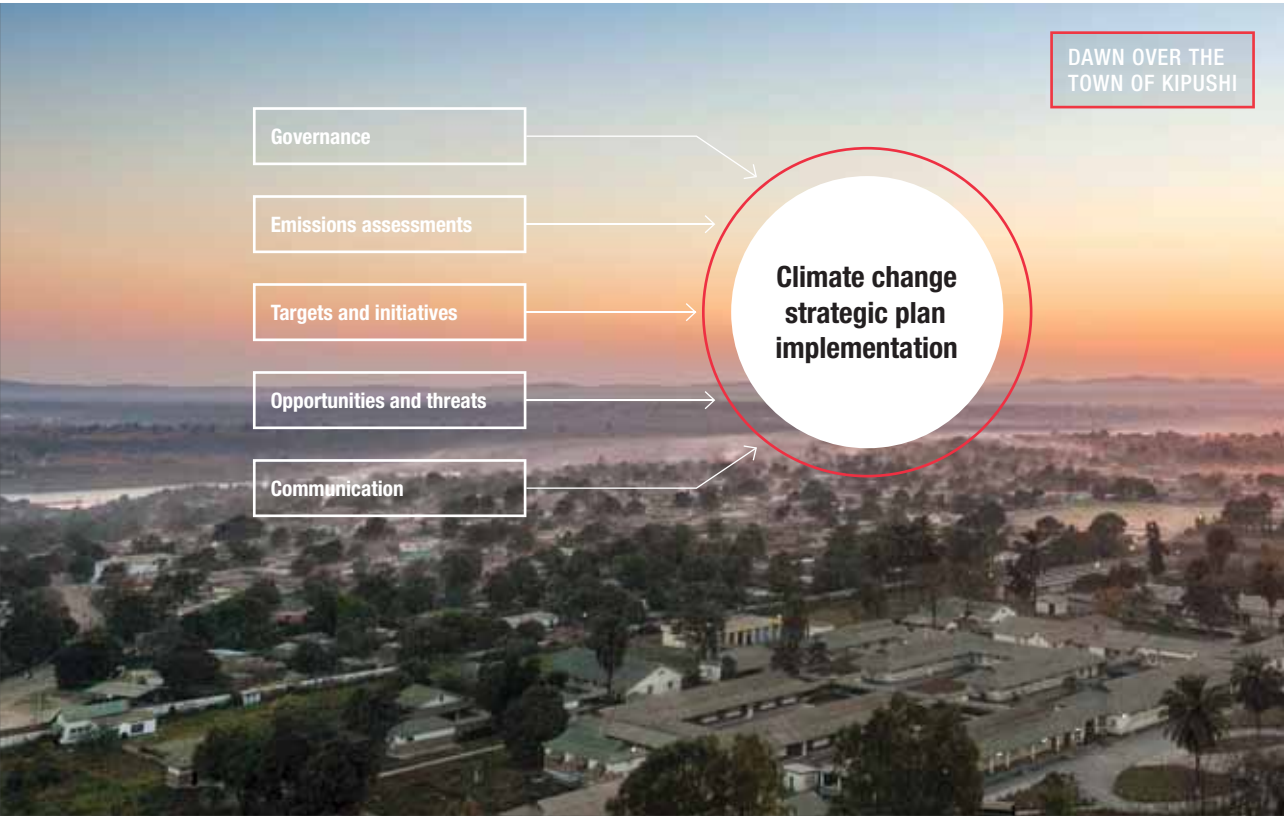 DAWN OVER THE
TOWN OF KIPUSHI
Governance
Emissions assessments
Targets and initiatives
Opportunities and threats
Communication
Climate change
strategic plan
implementation